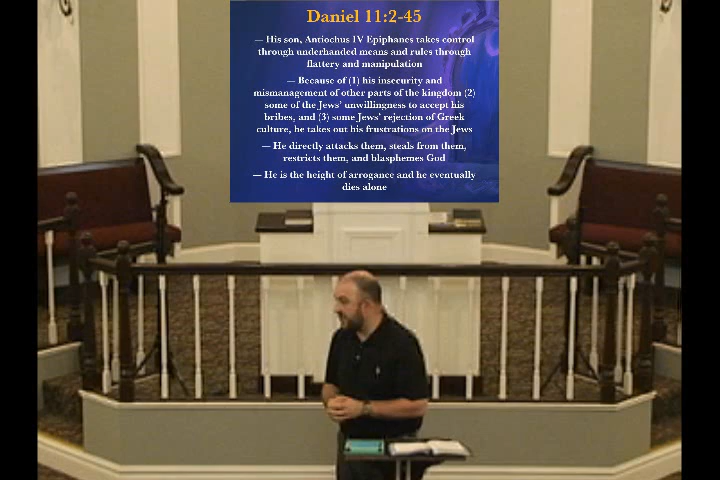 Daniel 11:2-45
— His son, Antiochus IV Epiphanes takes control
through underhanded means and rules through
flattery and manipulation
— Because of (1) his insecurity and
mismanagement of other parts of the kingdom (2)
some of the Jews' unwillingness to accept his
bribes, and (3) some Jews' rejection of Greek
culture, he takes out his frustrations on the Jews
— He directly attacks them, steals from them,
restricts them, and blasphemes God
— He is the height of arrogance and he eventually
dies alone